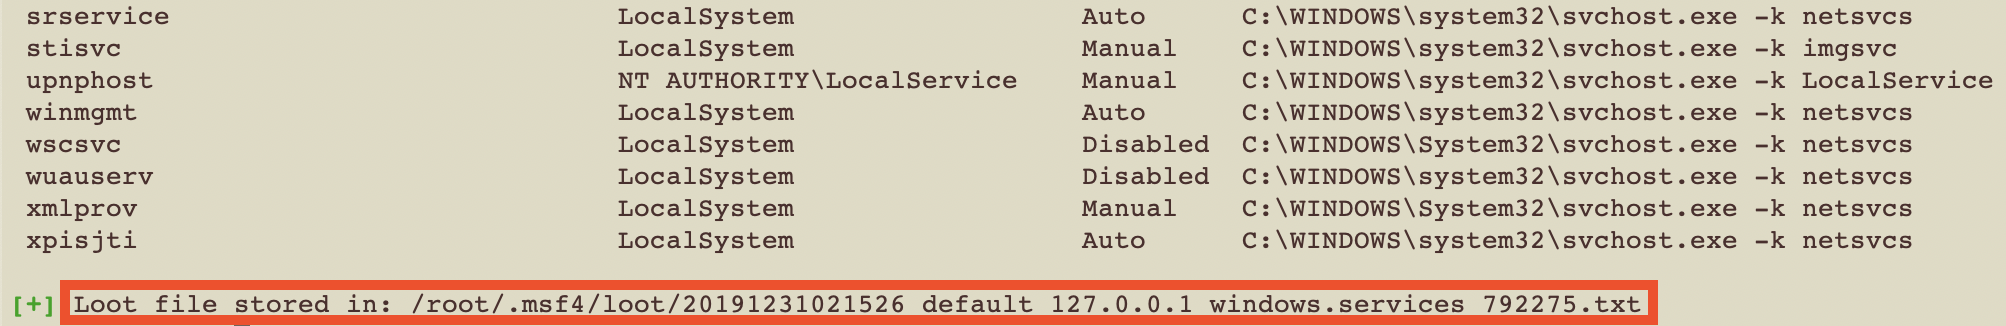 srservice LocalSystem Auto C:\WINDOWS\system32\svchost.exe -k netsvcs
stisvc LocalSystem Manual C:\WINDOWS\system32\svchost.exe -k imgsvc
upnphost NT AUTHORITY\LocalService Manual C:\WINDOWS\system32\svchost.exe -k LocalService
winmgmt LocalSystem Auto C:\WINDOWS\system32\svchost.exe -k netsvcs
wscsvc LocalSystem Disabled C:\WINDOWS\System32\svchost.exe -k netsvcs
wuauserv LocalSystem Disabled C:\WINDOWS\system32\svchost.exe -k netsvcs
xmlprov LocalSystem Manual C:\WINDOWS\System32\svchost.exe -k netsvcs
xpisjti LocalSystem Auto C:\WINDOWS\system32\svchost.exe -k netsvcs
[+] Loot file stored in: /root/.msf4/loot/20191231021526 default 127.0.0.1 windows.services 792275.txt